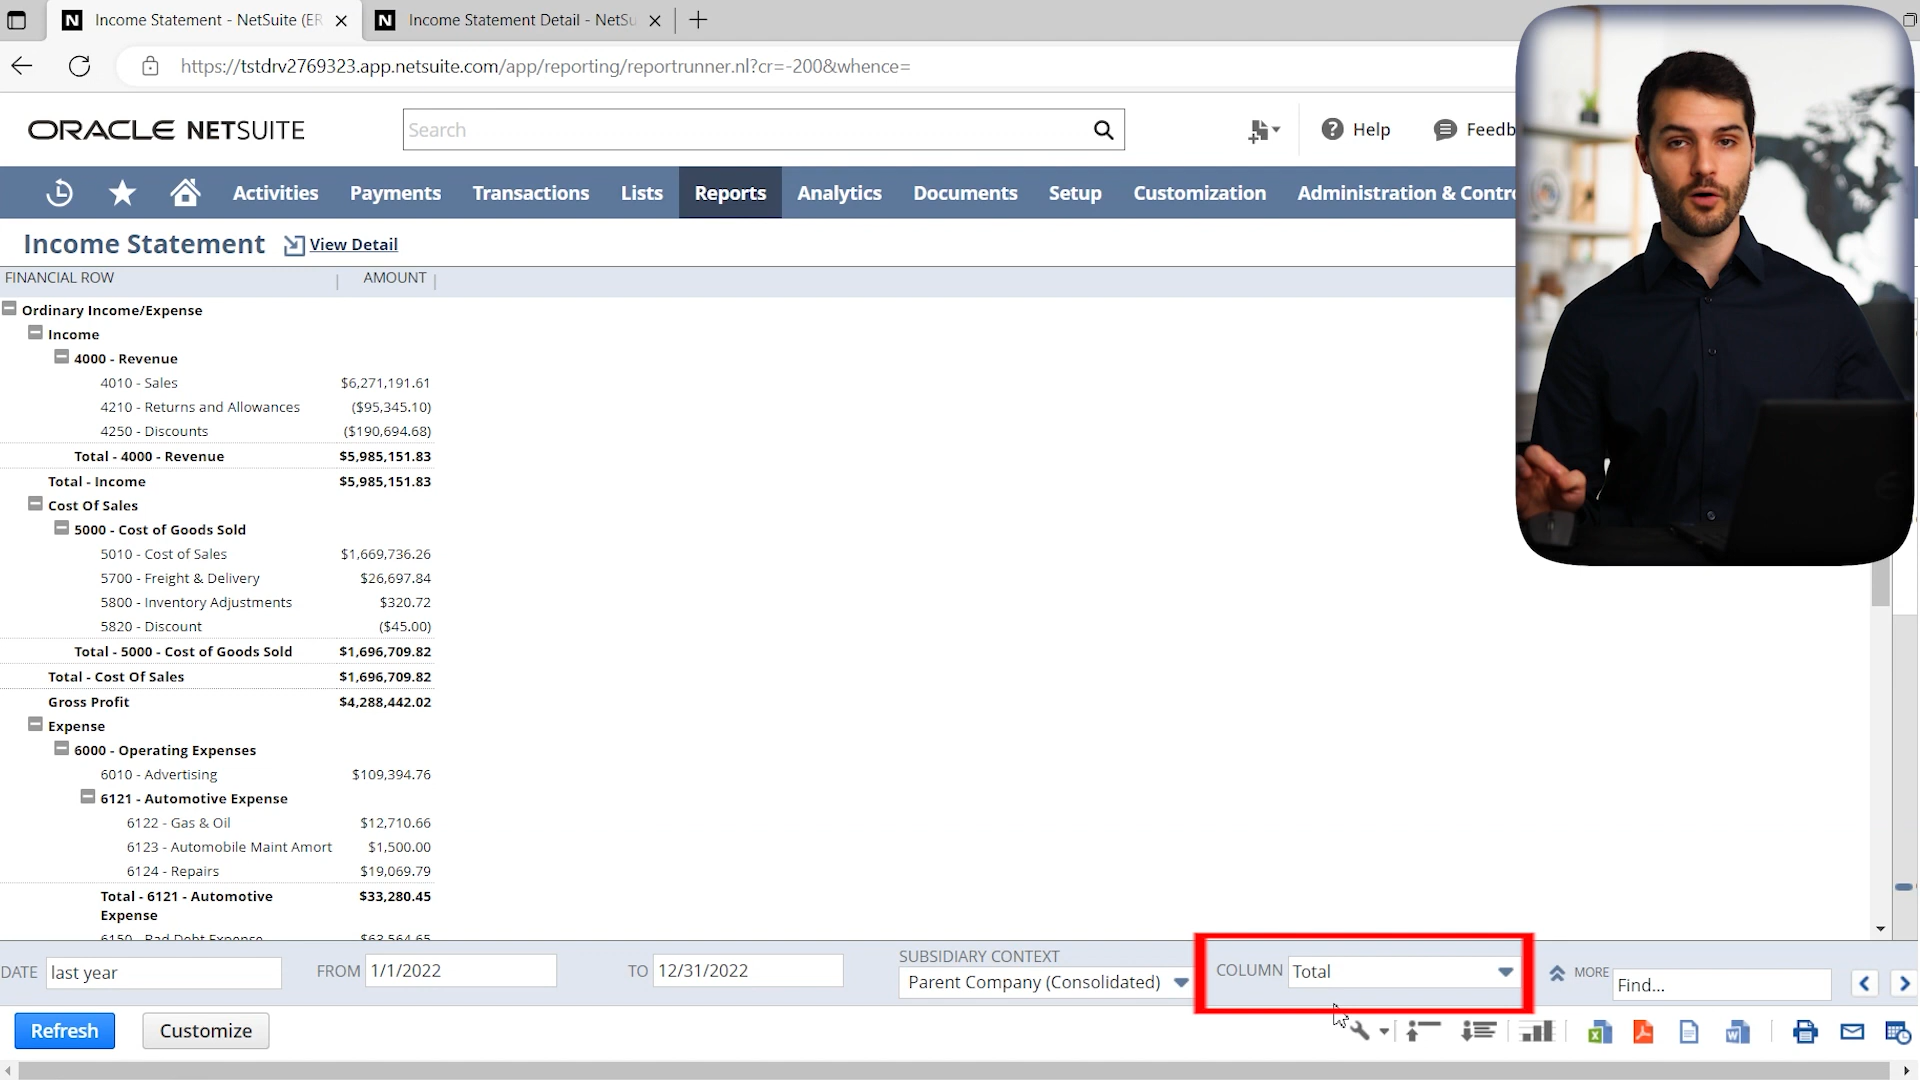 Income Statement - NetSuite (ER
Income Statement Detail - NetSu
https://tstdrv2769323.app.netsuite.com/app/reporting/reportrunner.nl?cr=-200&whence=
ORACLE NETSUITE
Search
Help
Feedb
Activities
Payments
Transactions
Lists
Reports
Analytics
Documents
Setup
Customization
Administration & Contro
Income Statement View Detail
FINANCIAL ROW AMOUNT
Ordinary Income/Expense
Income
4000 - Revenue
4010 - Sales $6,271,191.61
4210 - Returns and Allowances ($95,345.10)
4250 - Discounts ($190,694.68)
Total - 4000 - Revenue $5,985,151.83
Total - Income $5,985,151.83
Cost Of Sales
5000 - Cost of Goods Sold
5010 - Cost of Sales $1,669,736.26
5700 - Freight & Delivery $26,697.84
5800 - Inventory Adjustments $320.72
5820 - Discount ($45.00)
Total - 5000 - Cost of Goods Sold $1,696,709.82
Total - Cost Of Sales $1,696,709.82
Gross Profit $4,288,442.02
Expense
6000 - Operating Expenses
6010 - Advertising $109,394.76
6121 - Automotive Expense
6122 - Gas & Oil $12,710.66
6123 - Automobile Maint Amort $1,500.00
6124 - Repairs $19,069.79
Total - 6121 - Automotive $33,280.45
Expense
6150 - Bad Debt Expense $63,564.65
DATE last year
FROM 1/1/2022
TO 12/31/2022
SUBSIDIARY CONTEXT
Parent Company (Consolidated)
COLUMN Total
MORE
Find...
Refresh
Customize